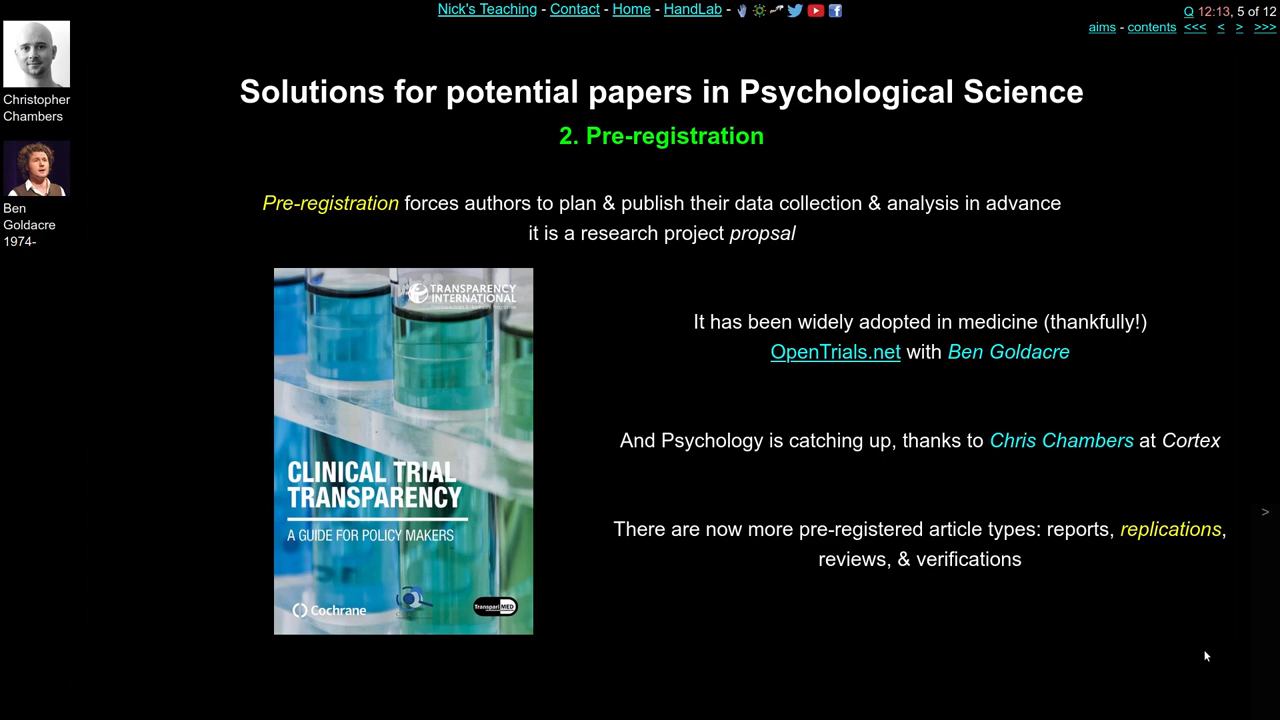 Nick's Teaching - Contact - Home - HandLab -
Q 12:13, 5 of 12
aims - contents <<< < > >>>
Christopher
Chambers
Ben
Goldacre
1974-
Solutions for potential papers in Psychological Science
2. Pre-registration
Pre-registration forces authors to plan & publish their data collection & analysis in advance
it is a research project propsal
TRANSPARENCY
INTERNATIONAL
CLINICAL TRIAL
TRANSPARENCY
A GUIDE FOR POLICY MAKERS
Cochrane
TranspariMED
It has been widely adopted in medicine (thankfully!)
OpenTrials.net with Ben Goldacre
And Psychology is catching up, thanks to Chris Chambers at Cortex
There are now more pre-registered article types: reports, replications,
reviews, & verifications
>